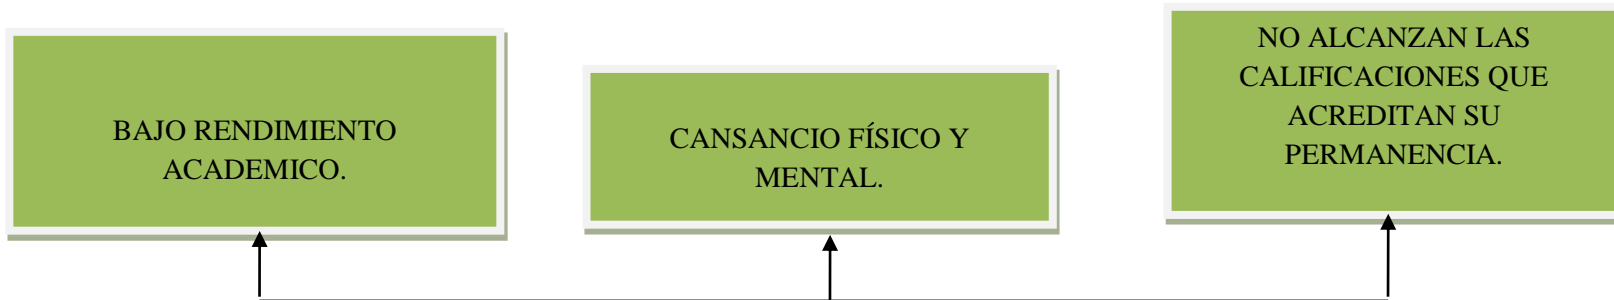 BAJO RENDIMIENTO
ACADEMICO.
CANSANCIO FÍSICO Y
MENTAL.
NO ALCANZAN LAS
CALIFICACIONES QUE
ACREDITAN SU
PERMANENCIA.